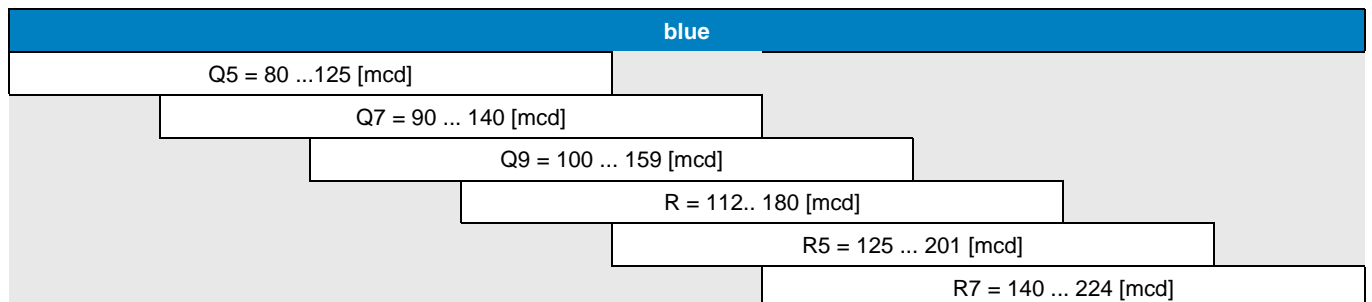 blue
Q5 = 80 ...125 [mcd]
Q7 = 90 ... 140 [mcd]
Q9 = 100 ... 159 [mcd]
R = 112.. 180 [mcd]
R5 = 125 ... 201 [mcd]
R7 = 140 ... 224 [mcd]